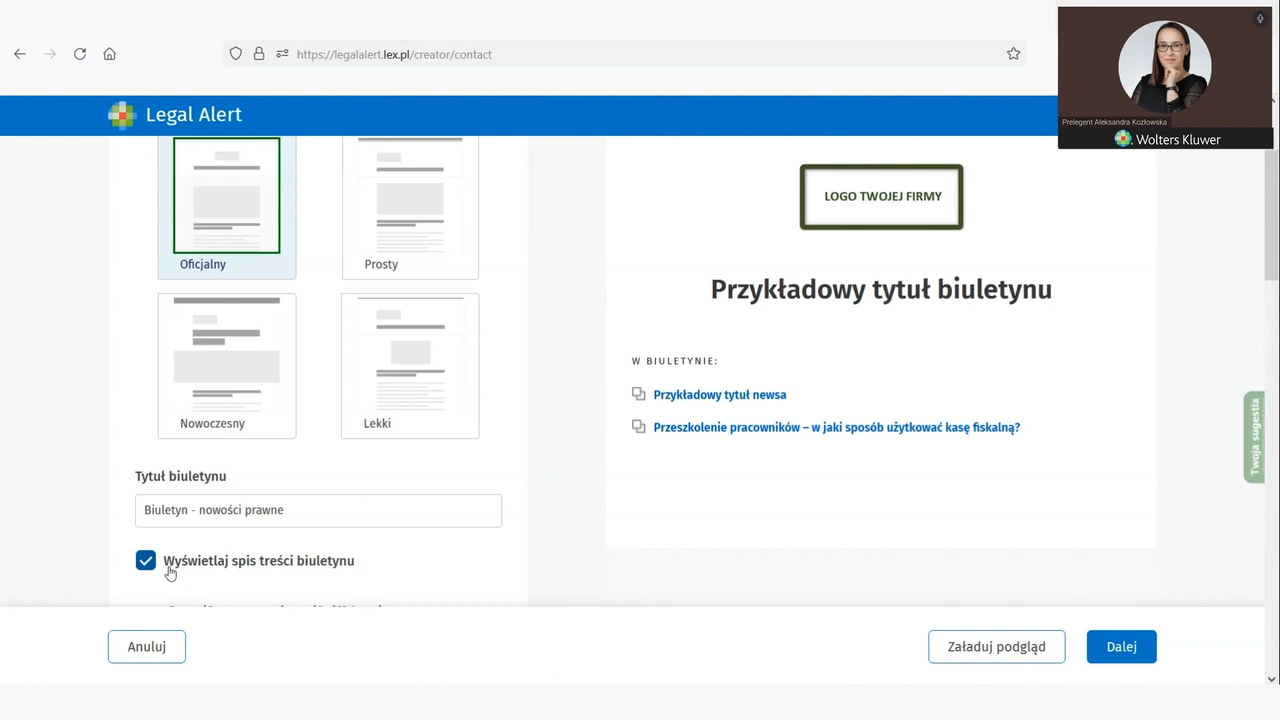 https://legalalert.lex.pl/creator/contact
Prelegent Aleksandra Kozłowska
Wolters Kluwer
Legal Alert
Oficjalny
Prosty
Nowoczesny
Lekki
Tytuł biuletynu
Biuletyn - nowości prawne
Wyświetlaj spis treści biuletynu
LOGO TWOJEJ FIRMY
Przykładowy tytuł biuletynu
W BIULETYNIE:
Przykładowy tytuł newsa
Przeszkolenie pracowników – w jaki sposób użytkować kasę fiskalną?
Twoja sugestia
Anuluj
Załaduj podgląd
Dalej